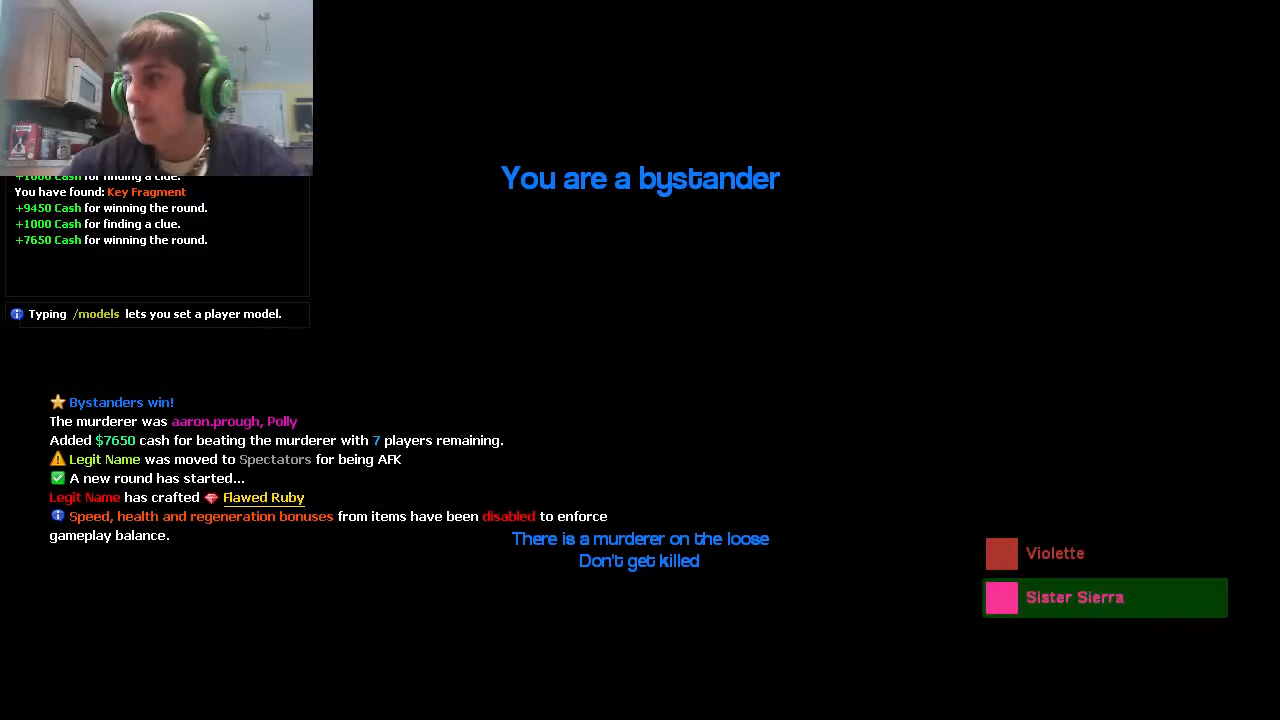 +1000 Cash for finding a clue.
You have found: Key Fragment
+9450 Cash for winning the round.
+1000 Cash for finding a clue.
+7650 Cash for winning the round.
Typing /models lets you set a player model.
You are a bystander
Bystanders win!
The murderer was aaron.prough, Polly
Added $7650 cash for beating the murderer with 7 players remaining.
Legit Name was moved to Spectators for being AFK
A new round has started...
Legit Name has crafted Flawed Ruby
Speed, health and regeneration bonuses from items have been disabled to enforce
gameplay balance.
There is a murderer on the loose
Don't get killed
Violette
Sister Sierra